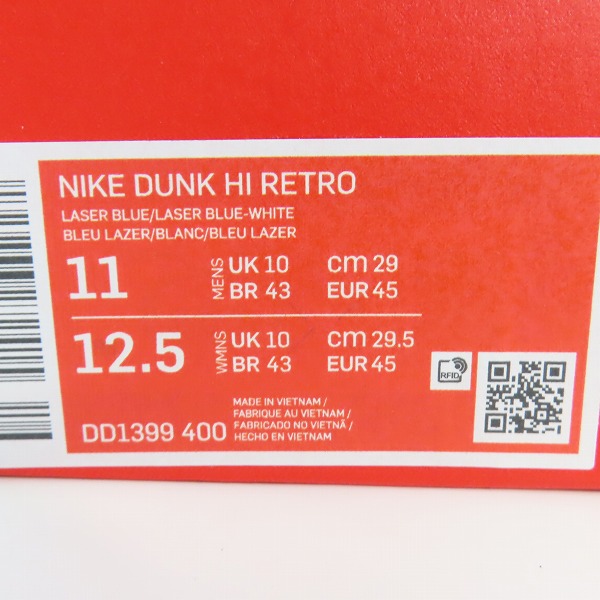 NIKE DUNK HI RETRO
LASER BLUE/LASER BLUE-WHITE
BLEU LAZER/BLANC/BLEU LAZER
11 MENS UK 10 cm 29
BR 43 EUR 45
12.5 WMNS UK 10 cm 29.5
BR 43 EUR 45
RFID
MADE IN VIETNAM /
FABRIQUE AU VIETNAM /
FABRICADO NO VIETNÃ /
HECHO EN VIETNAM
DD1399 400